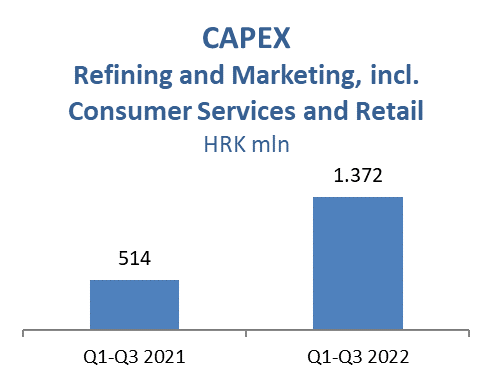 CAPEX
Refining and Marketing, incl.
Consumer Services and Retail
HRK mln
1.372
514
Q1-Q3 2021
Q1-Q3 2022